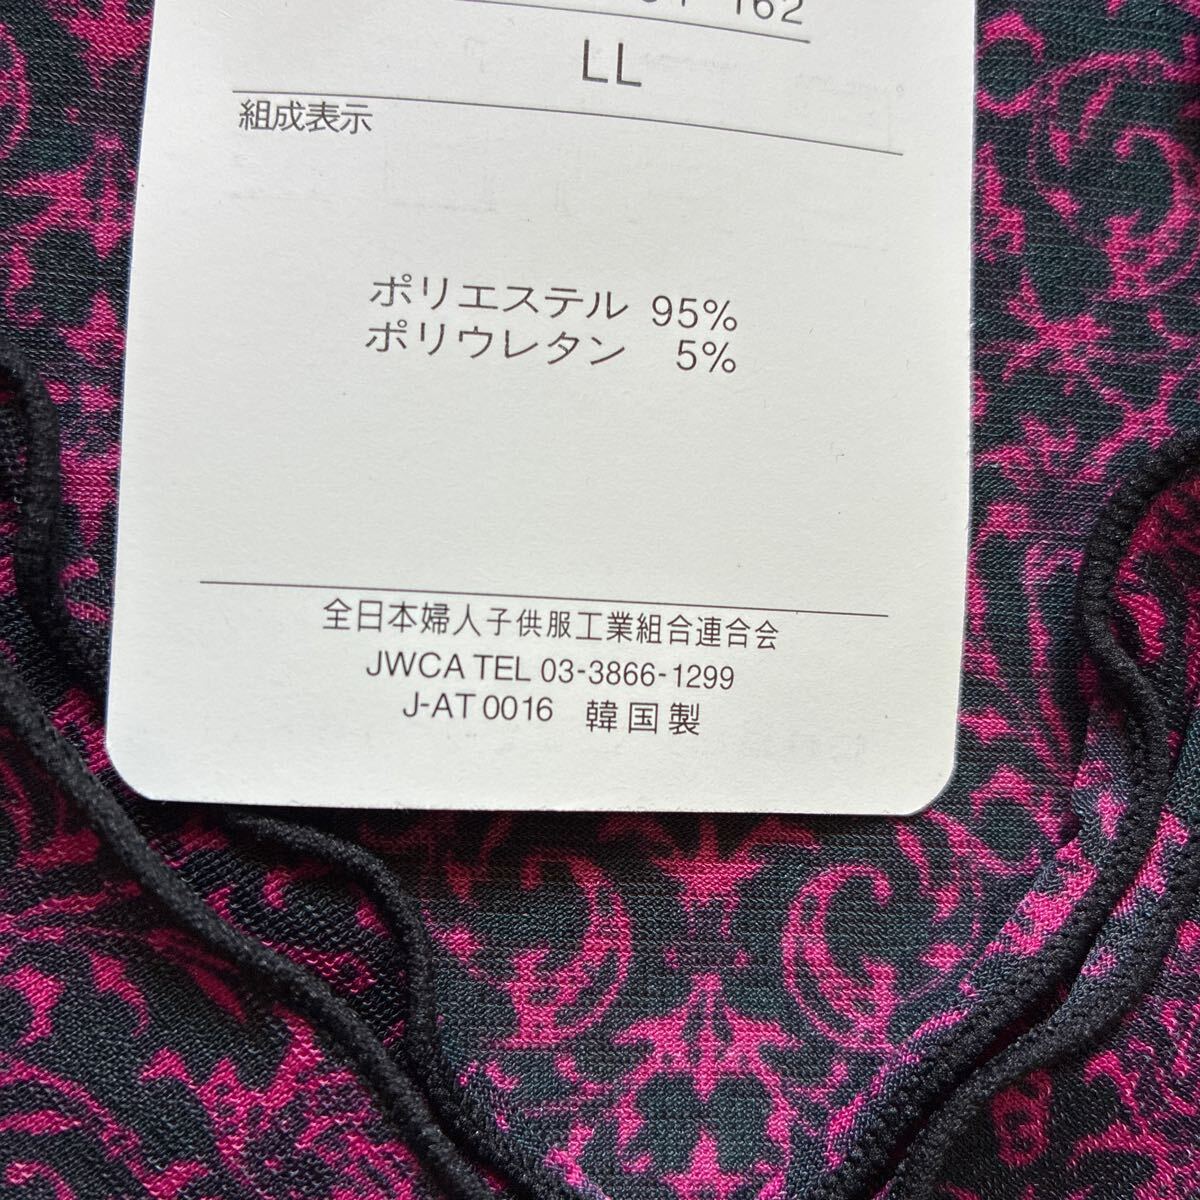 162
LL
組成表示
ポリエステル 95%
ポリウレタン 5%
全日本婦人子供服工業組合連合会
JWCA TEL 03-3866-1299
J-AT 0016 韓国製